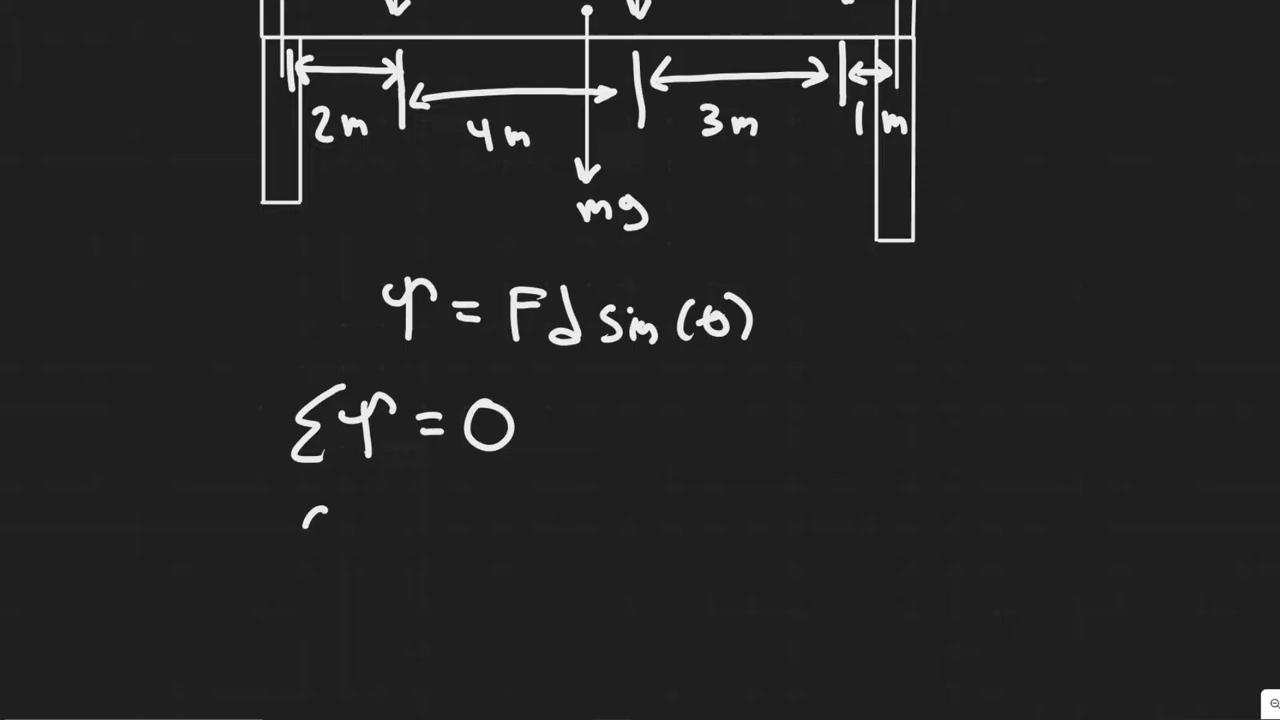 2m 4m 3m 1m
mg
τ = Fd sin(θ)
Στ = 0